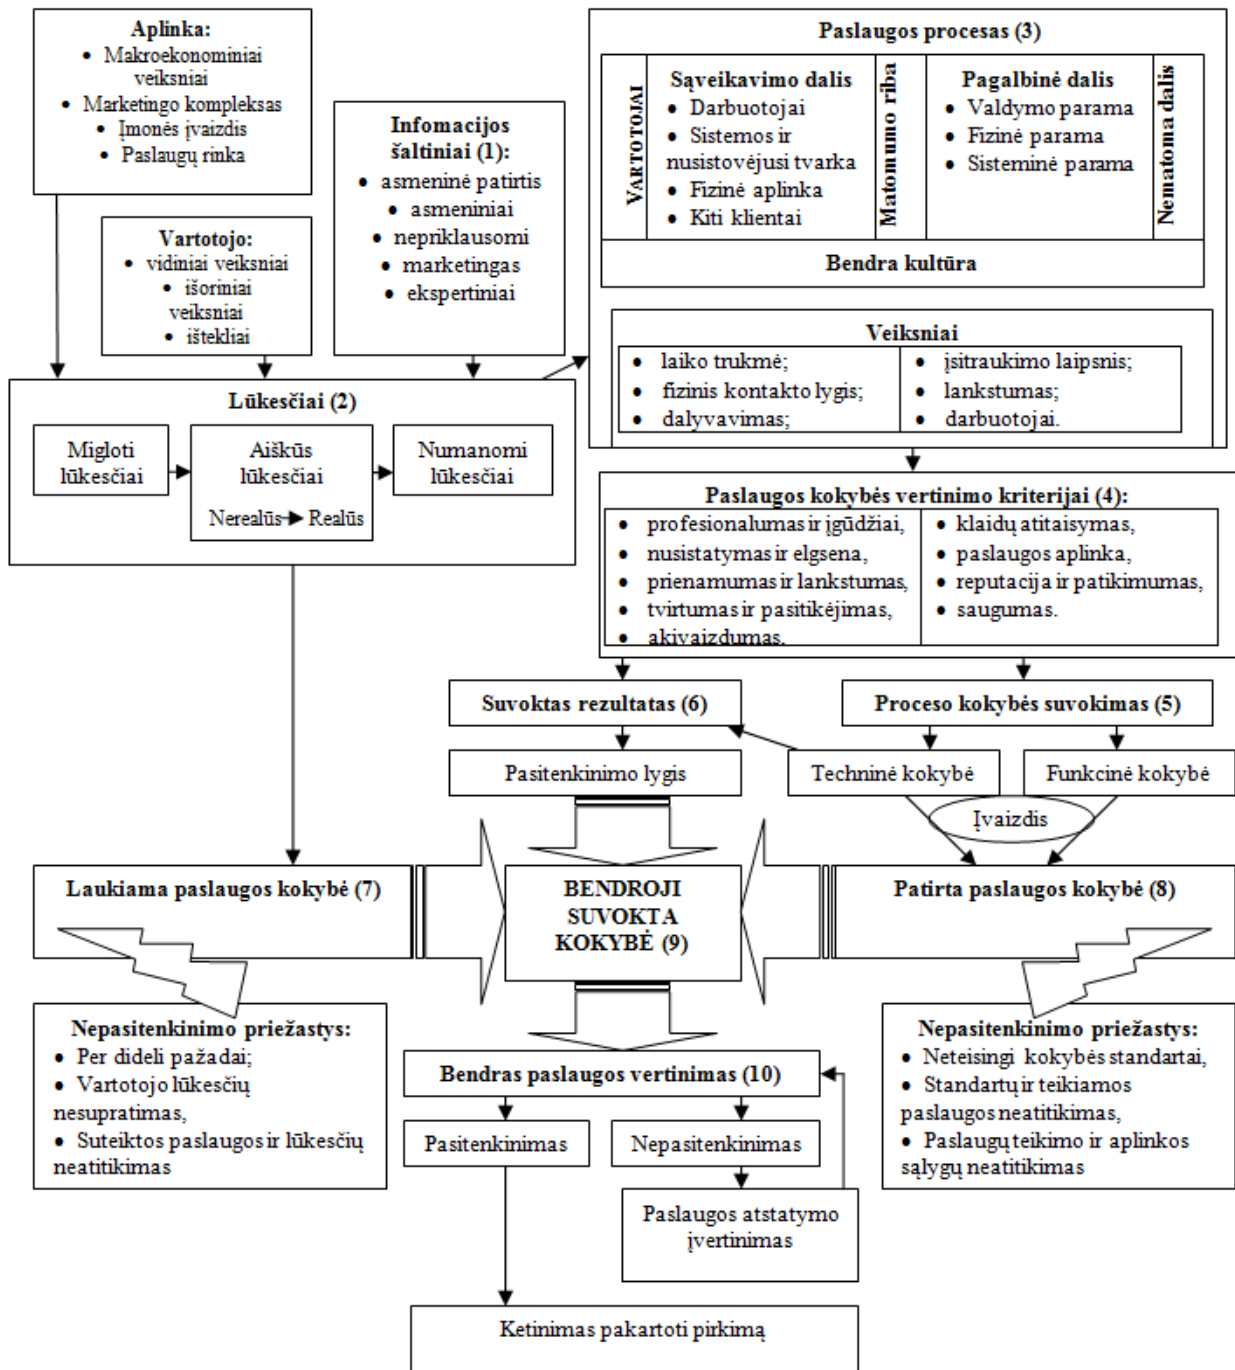 Aplinka:
• Makroekonominiai
veiksniai
• Marketingo kompleksas
• Įmonės įvaizdis
• Paslaugų rinka
Vartotojo:
• vidiniai veiksniai
• išoriniai
veiksniai
• ištekliai
Infomacijos
šaltiniai (1):
• asmeninė patirtis
• asmeniniai
• nepriklausomi
• marketingas
• ekspertiniai
Paslaugos procesas (3)
VARTOTOJAI
Sąveikavimo dalis
• Darbuotojai
• Sistemos ir
nusistovėjusi tvarka
• Fizinė aplinka
• Kiti klientai
Matomumo riba
Pagalbinė dalis
• Valdymo parama
• Fizinė parama
• Sisteminė parama
Nematoma dalis
Bendra kultūra
Veiksniai
• laiko trukmė;
• fizinis kontakto lygis;
• dalyvavimas;
• įsitraukimo laipsnis;
• lankstumas;
• darbuotojai.
Lūkesčiai (2)
Migloti
lūkesčiai
Aiškūs
lūkesčiai
Nerealūs
Realūs
Numanomi
lūkesčiai
Paslaugos kokybės vertinimo kriterijai (4):
• profesionalumas ir įgūdžiai,
• nusistatymas ir elgsena,
• prienamumas ir lankstumas,
• tvirtumas ir pasitikėjimas,
• akivaizdumas.
• klaidų atitaisymas,
• paslaugos aplinka,
• reputacija ir patikimumas,
• saugumas.
Suvoktas rezultatas (6)
Proceso kokybės suvokimas (5)
Pasitenkinimo lygis
Techninė kokybė
Funkcinė kokybė
Įvaizdis
Laukiama paslaugos kokybė (7)
BENDROJI
SUVOKTA
KOKYBĖ (9)
Patirta paslaugos kokybė (8)
Nepasitenkinimo priežastys:
• Per dideli pažadai;
• Vartotojo lūkesčių
nesupratimas,
• Suteiktos paslaugos ir lūkesčių
neatitikimas
Bendras paslaugos vertinimas (10)
Pasitenkinimas
Nepasitenkinimas
Paslaugos atstatymo
įvertinimas
Nepasitenkinimo priežastys:
• Neteisingi kokybės standartai,
• Standartų ir teikiamos
paslaugos neatitikimas,
• Paslaugų teikimo ir aplinkos
sąlygų neatitikimas
Ketinimas pakartoti pirkimą